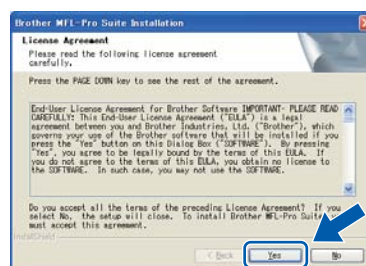 Brother MFL-Pro Suite Installation
License Agreement
Please read the following license agreement
carefully.
Press the PAGE DOWN key to see the rest of the agreement.
End-User License Agreement for Brother Software IMPORTANT- PLEASE READ
CAREFULLY: This End-User License Agreement ("EULA") is a legal
agreement between you and Brother Industries, Ltd. ("Brother"), which
governs your use of the Brother software that will be installed if you
press the "Yes" button on this Dialog Box ("SOFTWARE"). By pressing
"Yes", you agree to be legally bound by the terms of this EULA. If
you do not agree to the terms of this EULA, you obtain no license to
the SOFTWARE. In such case, you may not use the SOFTWARE.
Do you accept all the terms of the preceding License Agreement? If you
select No, the setup will close. To install Brother MFL-Pro Suite,
must accept this agreement.
InstallShield
< Back Yes No